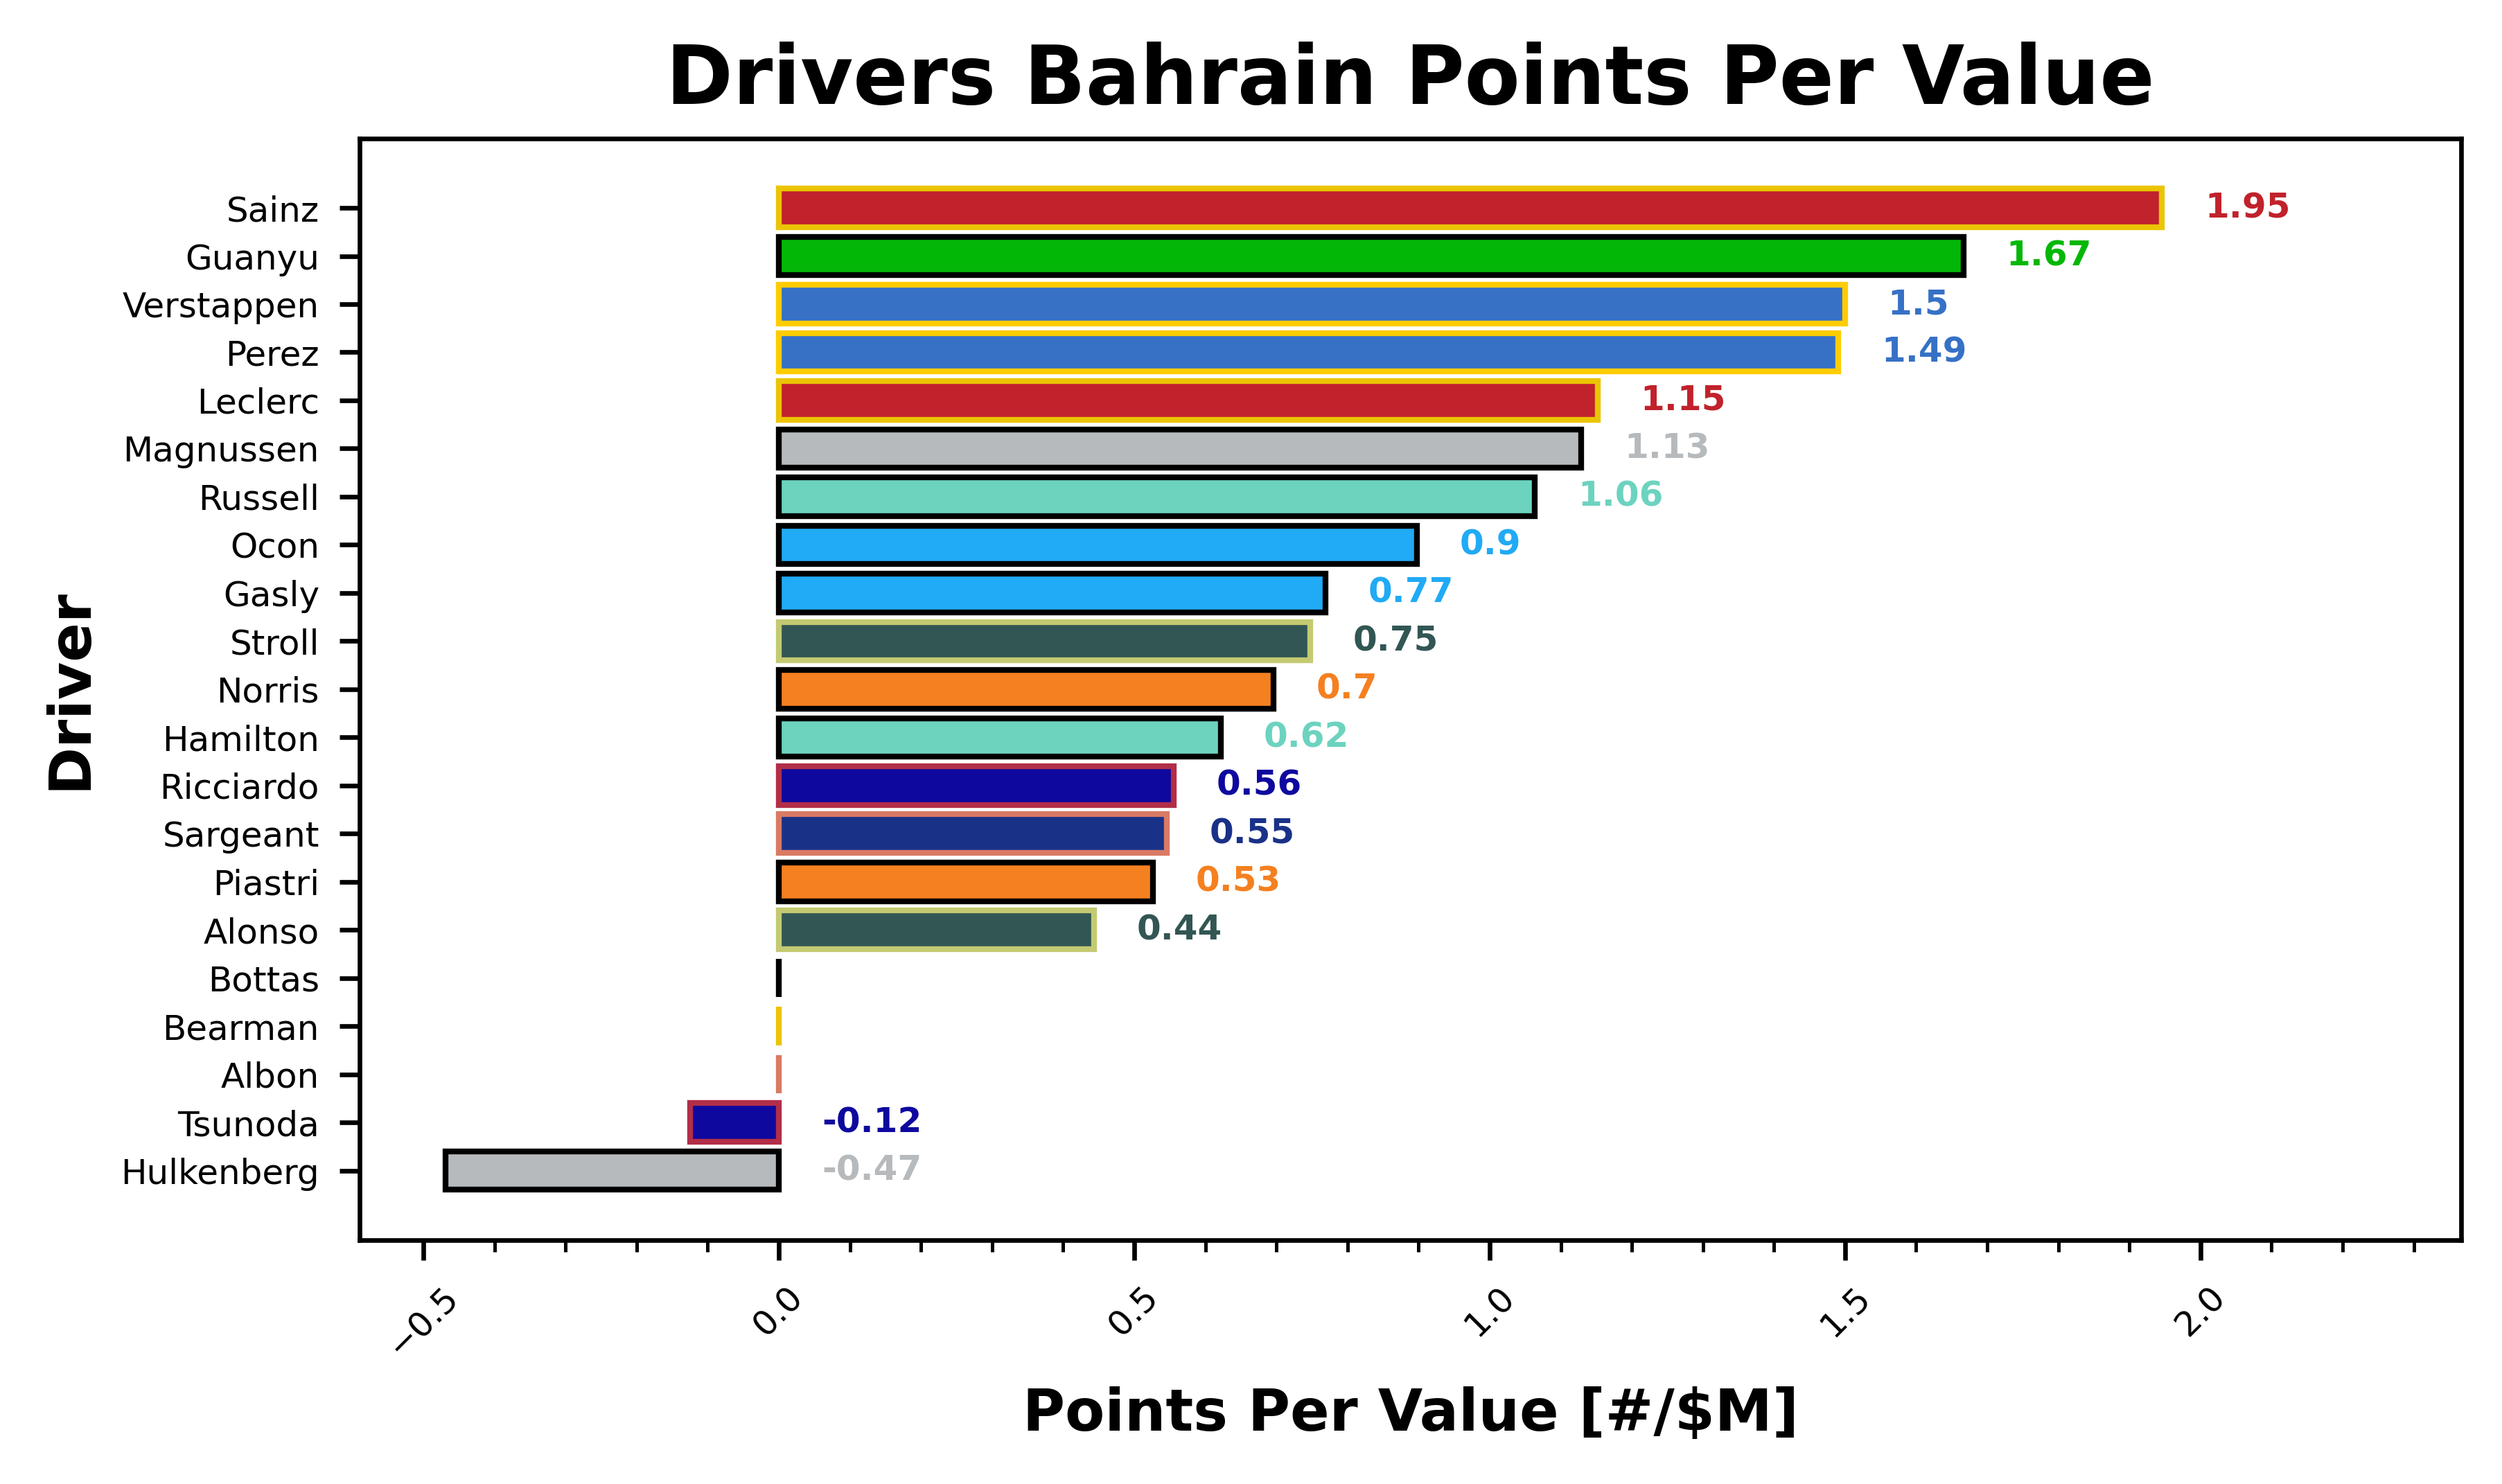 Drivers Bahrain Points Per Value
Driver
Sainz 1.95
Guanyu 1.67
Verstappen 1.5
Perez 1.49
Leclerc 1.15
Magnussen 1.13
Russell 1.06
Ocon 0.9
Gasly 0.77
Stroll 0.75
Norris 0.7
Hamilton 0.62
Ricciardo 0.56
Sargeant 0.55
Piastri 0.53
Alonso 0.44
Bottas
Bearman
Albon
Tsunoda -0.12
Hulkenberg -0.47
−0.5 0.0 0.5 1.0 1.5 2.0
Points Per Value [#/$M]